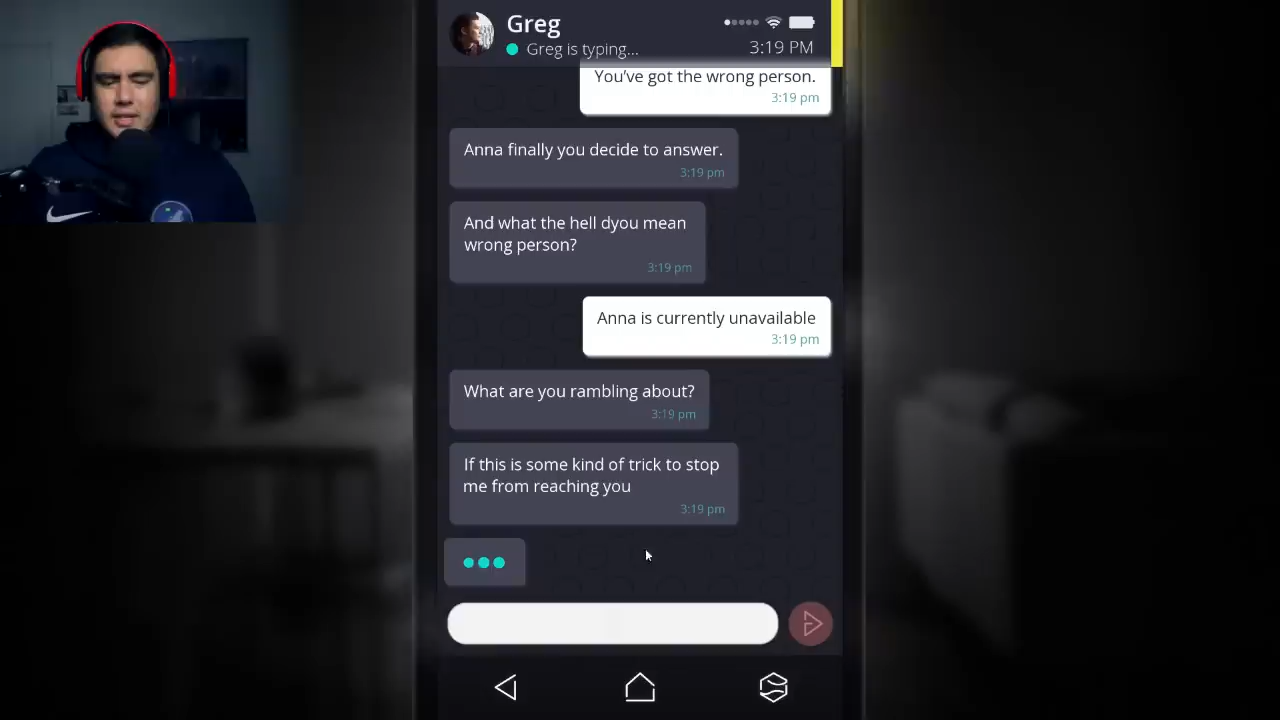 Greg
Greg is typing...
3:19 PM
You've got the wrong person.
3:19 pm
Anna finally you decide to answer.
3:19 pm
And what the hell dyou mean
wrong person?
3:19 pm
Anna is currently unavailable
3:19 pm
What are you rambling about?
3:19 pm
If this is some kind of trick to stop
me from reaching you
3:19 pm